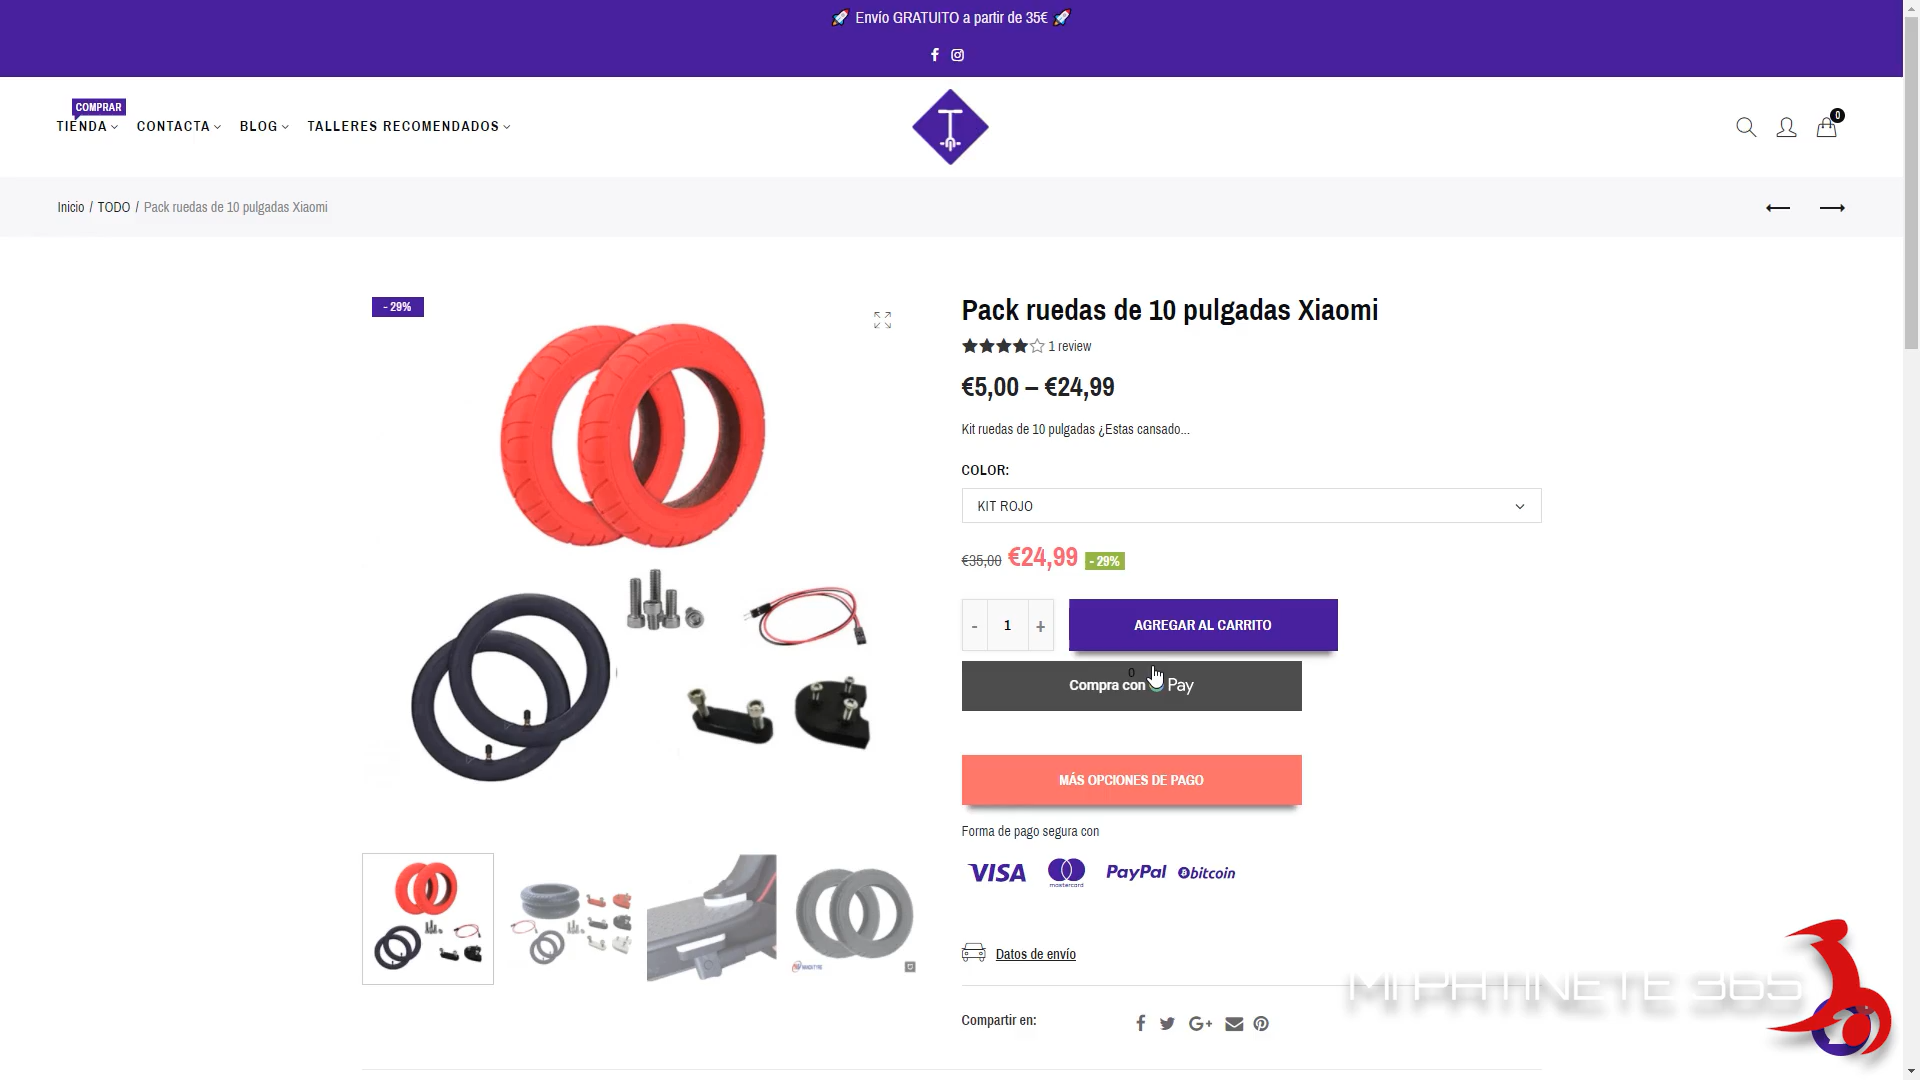 🚀 Envío GRATUITO a partir de 35€ 🚀
COMPRAR
TIENDA CONTACTA BLOG TALLERES RECOMENDADOS
0
Inicio / TODO / Pack ruedas de 10 pulgadas Xiaomi
- 29%
Pack ruedas de 10 pulgadas Xiaomi
1 review
€5,00 – €24,99
Kit ruedas de 10 pulgadas ¿Estas cansado...
COLOR:
KIT ROJO
€35,00 €24,99 - 29%
- 1 + AGREGAR AL CARRITO
0
Compra con Pay
MÁS OPCIONES DE PAGO
Forma de pago segura con
VISA mastercard PayPal bitcoin
Datos de envío
MI PATINETE 365
Compartir en: